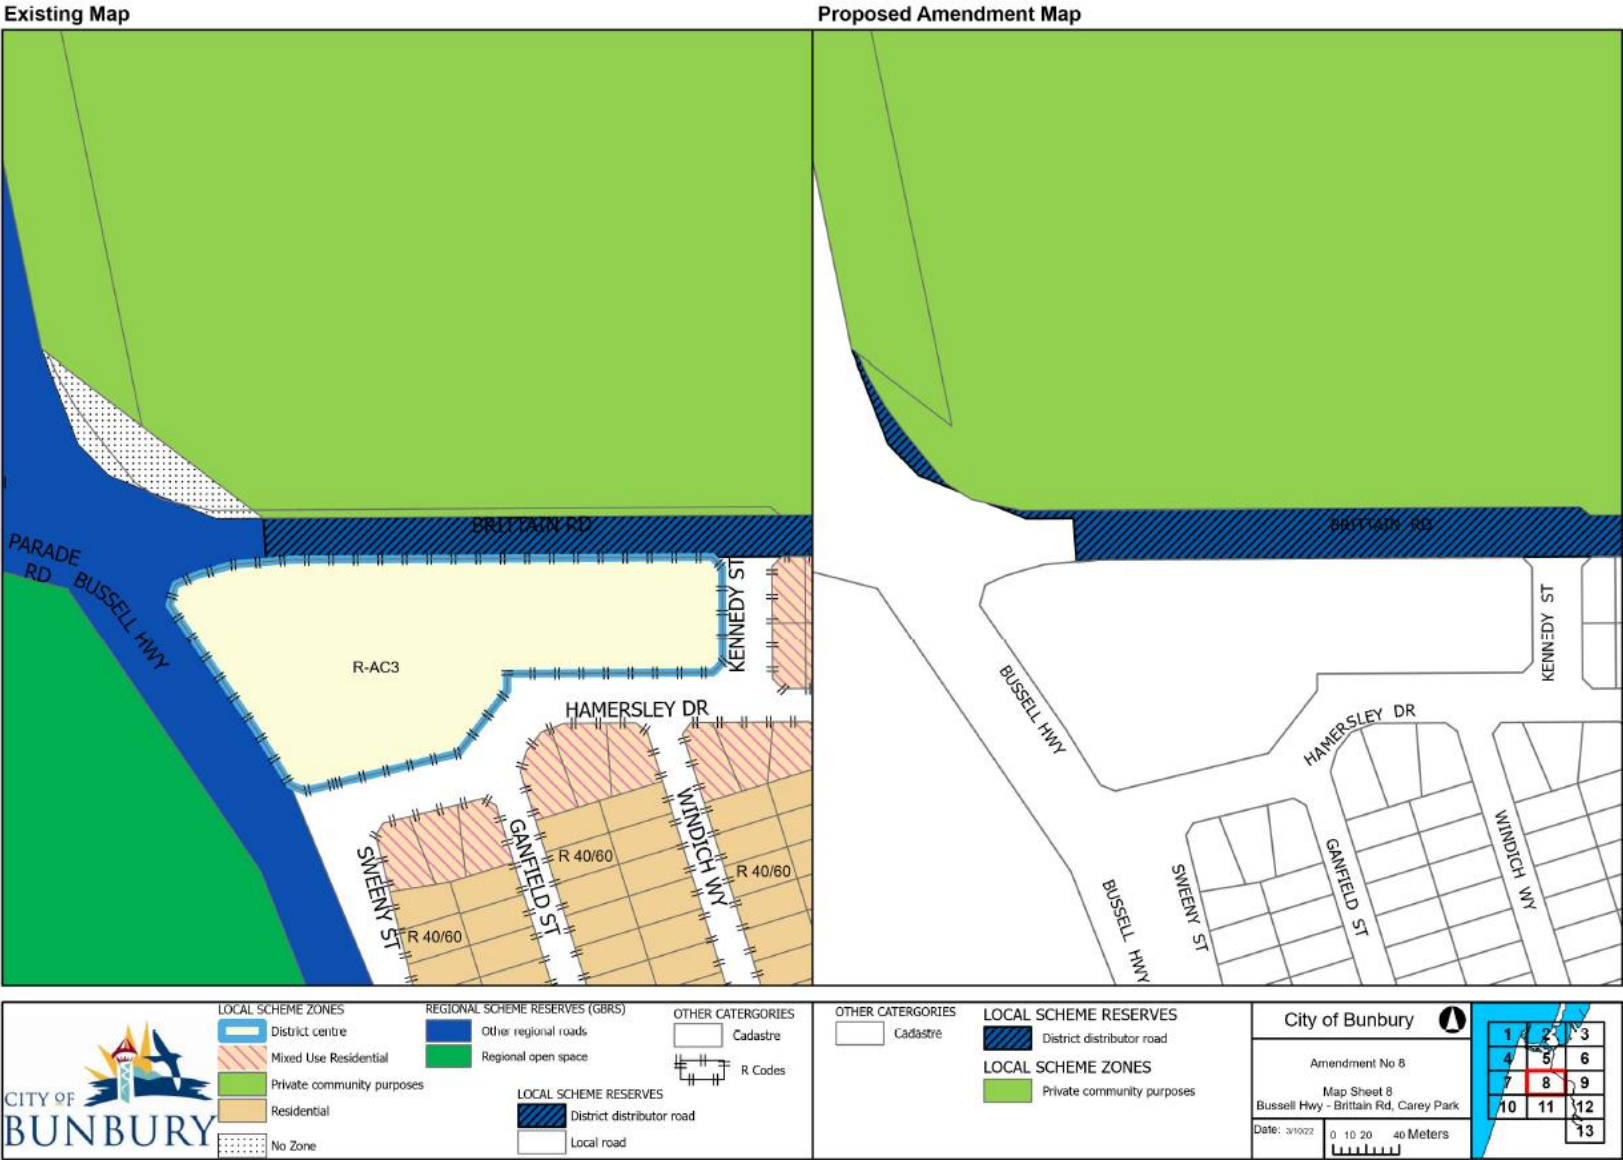 Existing Map
Proposed Amendment Map
BRITTAIN RD
BRITTAIN RD
PARADE
RD
BUSSELL HWY
KENNEDY ST
R-AC3
HAMERSLEY DR
SWEENY ST
GANFIELD ST
WINDICH WY
R 40/60
R 40/60
R 40/60
BUSSELL HWY
KENNEDY ST
HAMERSLEY DR
BUSSELL HWY
SWEENY ST
GANFIELD ST
WINDICH WY
CITY OF
BUNBURY
LOCAL SCHEME ZONES
District centre
Mixed Use Residential
Private community purposes
Residential
No Zone
REGIONAL SCHEME RESERVES (GBRS)
Other regional roads
Regional open space
LOCAL SCHEME RESERVES
District distributor road
Local road
OTHER CATERGORIES
Cadastre
R Codes
OTHER CATERGORIES
Cadastre
LOCAL SCHEME RESERVES
District distributor road
LOCAL SCHEME ZONES
Private community purposes
City of Bunbury
Amendment No 8
Map Sheet 8
Bussell Hwy - Brittain Rd, Carey Park
Date: 3/10/22
0 10 20 40 Meters
1 2 3
4 5 6
7 8 9
10 11 12
13